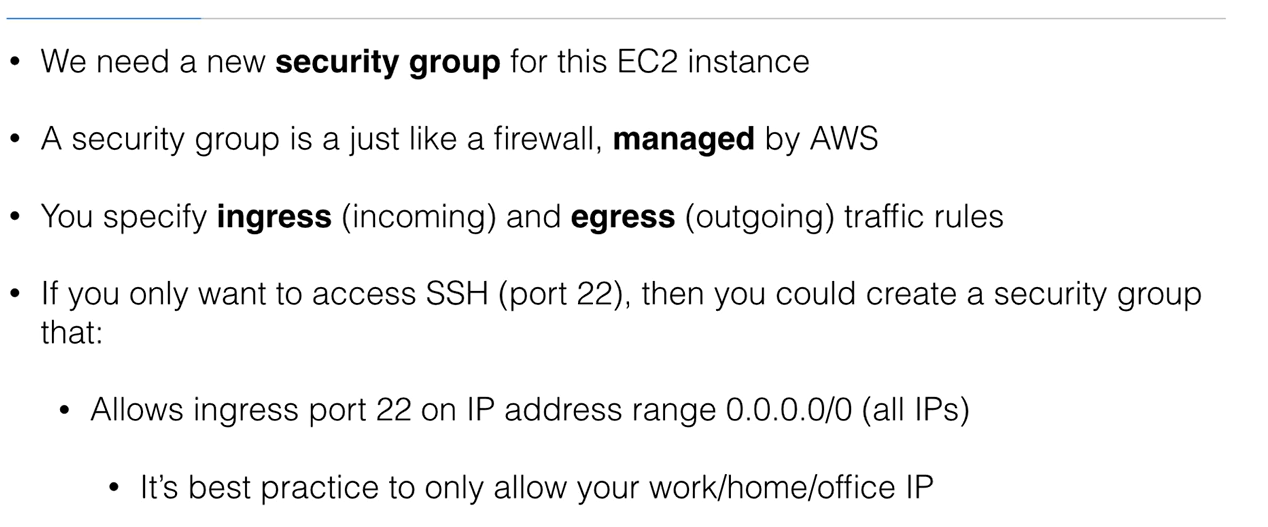 • We need a new security group for this EC2 instance
• A security group is a just like a firewall, managed by AWS
• You specify ingress (incoming) and egress (outgoing) traffic rules
• If you only want to access SSH (port 22), then you could create a security group
that:
• Allows ingress port 22 on IP address range 0.0.0.0/0 (all IPs)
• It’s best practice to only allow your work/home/office IP